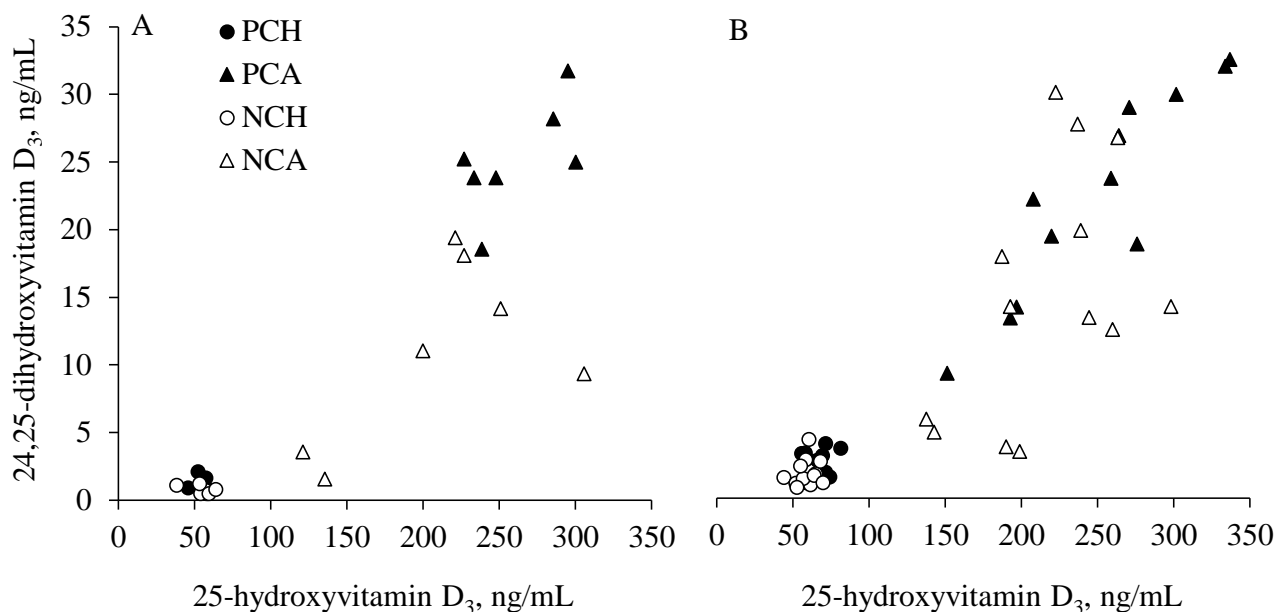 A
B
PCH
PCA
NCH
NCA
24,25-dihydroxyvitamin D₃, ng/mL
35
30
25
20
15
10
5
0
0 50 100 150 200 250 300 350
0 50 100 150 200 250 300 350
25-hydroxyvitamin D₃, ng/mL
25-hydroxyvitamin D₃, ng/mL